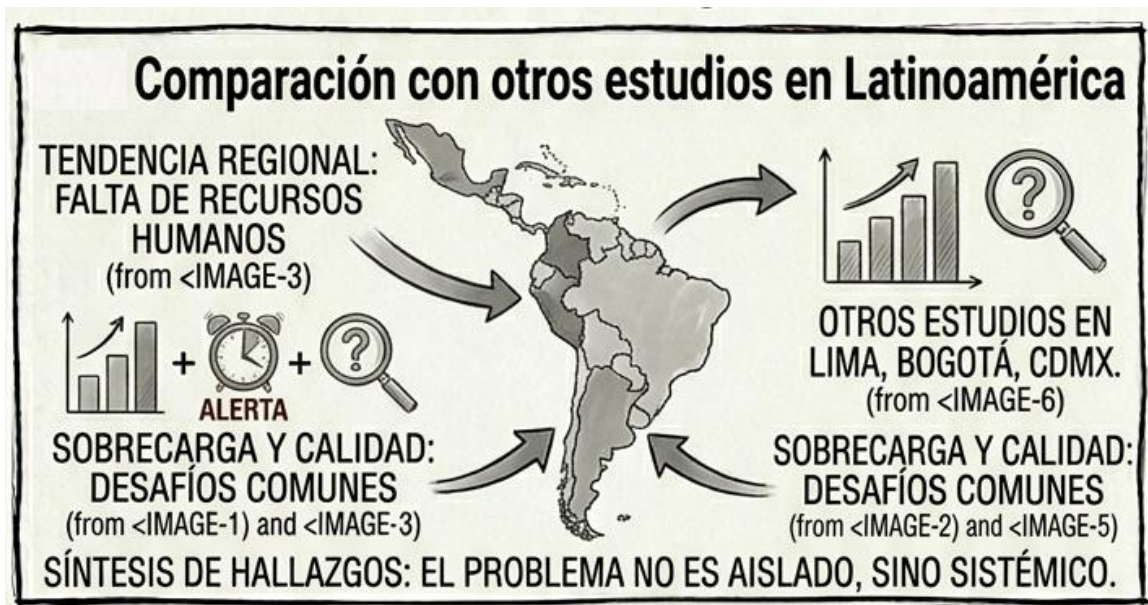 Comparación con otros estudios en Latinoamérica
TENDENCIA REGIONAL:
FALTA DE RECURSOS
HUMANOS
(from <IMAGE-3)
+
+
?
ALERTA
SOBRECARGA Y CALIDAD:
DESAFÍOS COMUNES
(from <IMAGE-1) and <IMAGE-3)
?
OTROS ESTUDIOS EN
LIMA, BOGOTÁ, CDMX.
(from <IMAGE-6)
SOBRECARGA Y CALIDAD:
DESAFÍOS COMUNES
(from <IMAGE-2) and <IMAGE-5)
SÍNTESIS DE HALLAZGOS: EL PROBLEMA NO ES AISLADO, SINO SISTÉMICO.